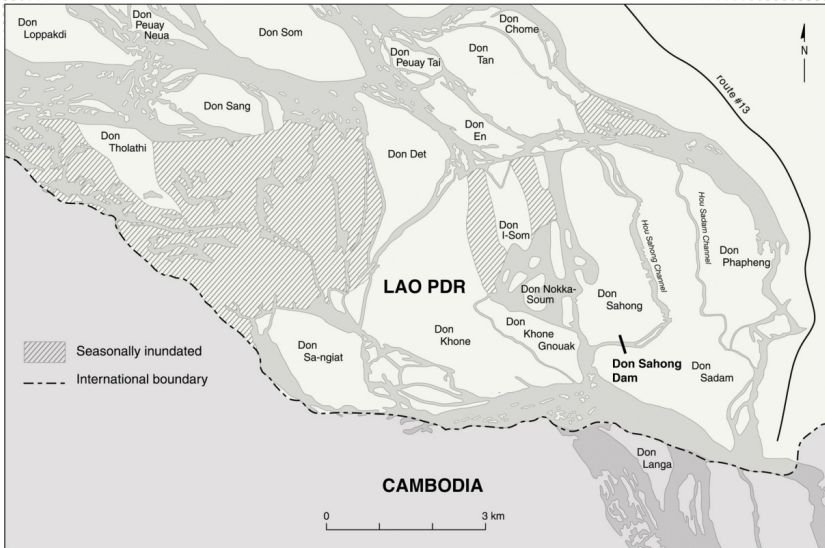 Don
Loppakdi
Don
Peuay
Neua
Don Som
Don
Chome
Don
Peuay Tai
Don
Tan
N
route #13
Don Sang
Don
Tholathi
Don
En
Don Det
Don
I-Som
Hou Sahong Channel
Hou Sadam Channel
Don
Phapheng
LAO PDR
Don Nokka-
Soum
Don
Sahong
Don
Khone
Don
Khone
Gnouak
Don
Sa-ngiat
Don Sahong
Dam
Don
Sadam
Seasonally inundated
International boundary
Don
Langa
CAMBODIA
0
3 km